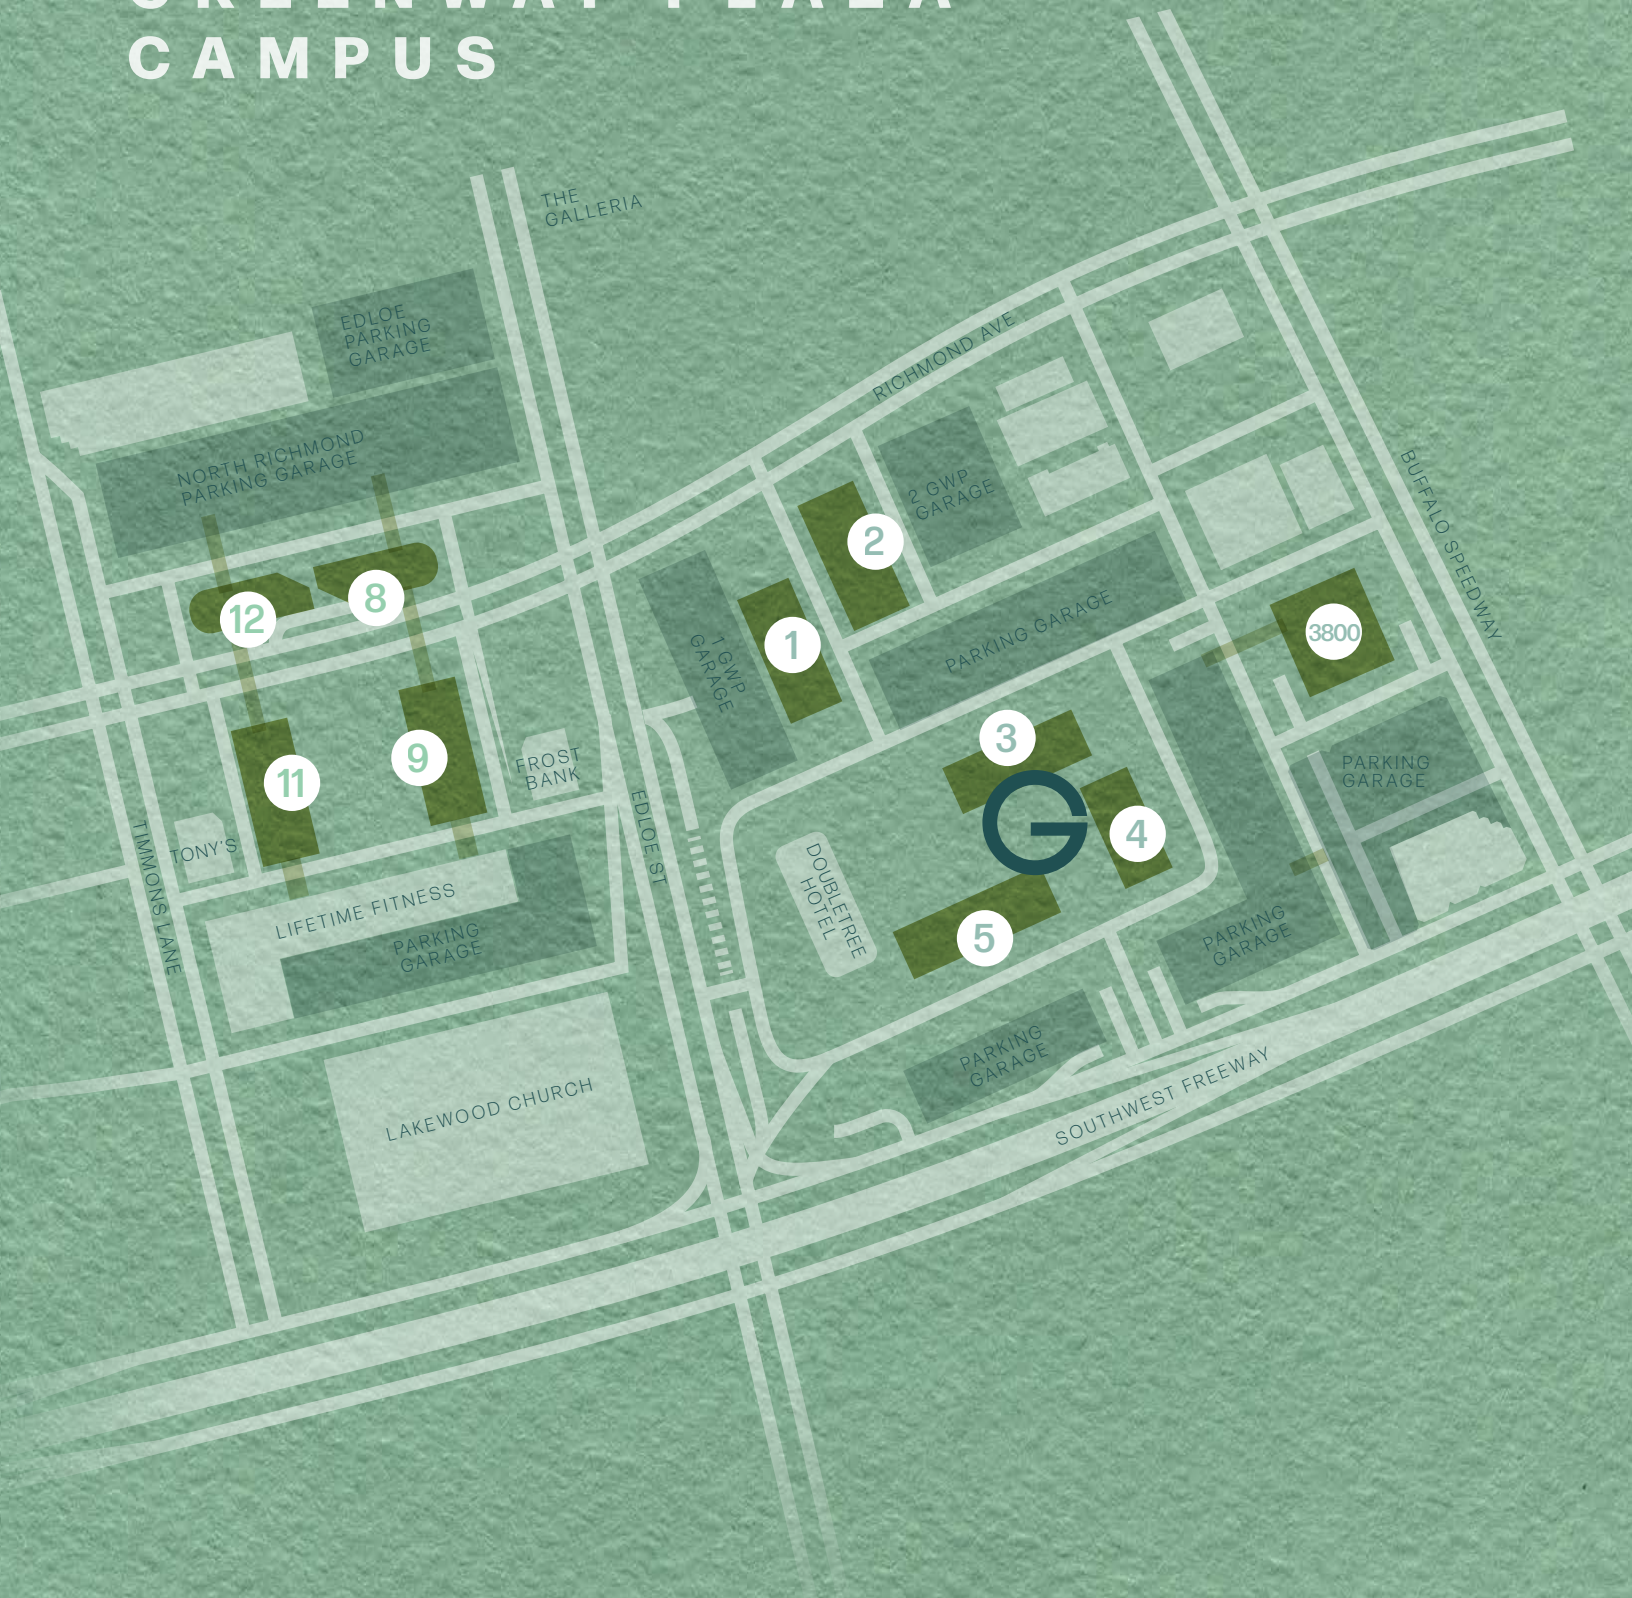 GREENWAY PLAZA
CAMPUS
THE
GALLERIA
EDLOE
PARKING
GARAGE
RICHMOND AVE
NORTH RICHMOND
PARKING GARAGE
2 GWP
GARAGE
BUFFALO SPEEDWAY
2
8
12
PARKING GARAGE
1
1 GWP
GARAGE
3800
3
9
11
FROST
BANK
PARKING
GARAGE
4
EDLOE ST
TIMMONS LANE
TONY'S
DOUBLETREE
HOTEL
LIFETIME FITNESS
PARKING
GARAGE
5
PARKING
GARAGE
PARKING
GARAGE
LAKEWOOD CHURCH
SOUTHWEST FREEWAY